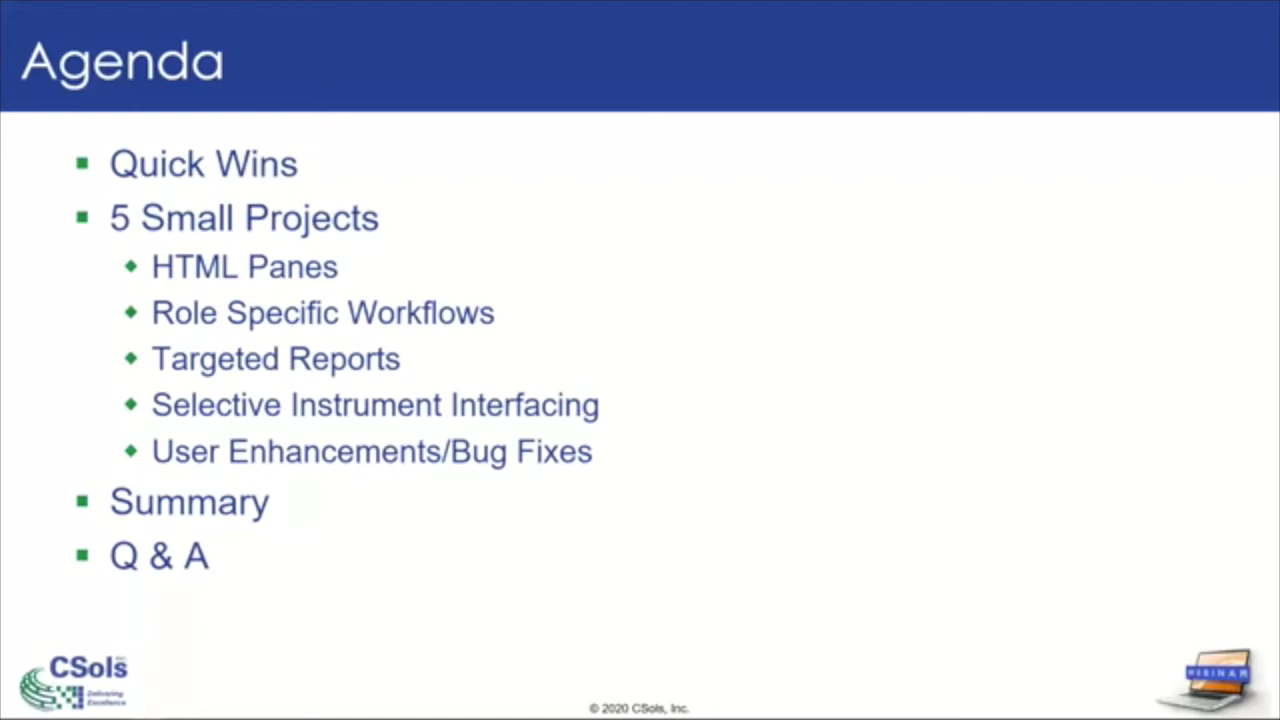 Agenda
Quick Wins
5 Small Projects
HTML Panes
Role Specific Workflows
Targeted Reports
Selective Instrument Interfacing
User Enhancements/Bug Fixes
Summary
Q & A
CSols
Delivering
Excellence
© 2020 CSols, Inc.
WEBINAR